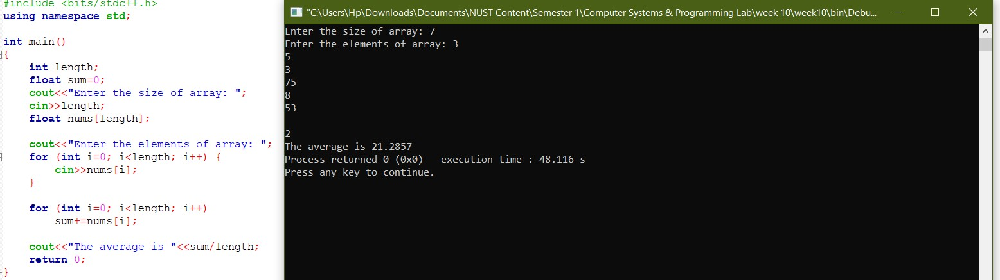 #include <bits/stdc++.h>
using namespace std;
int main()
{
int length;
float sum=0;
cout<<"Enter the size of array: ";
cin>>length;
float nums[length];
cout<<"Enter the elements of array: ";
for (int i=0; i<length; i++) {
cin>>nums[i];
}
for (int i=0; i<length; i++)
sum+=nums[i];
cout<<"The average is "<<sum/length;
return 0;
}
"C:\Users\Hp\Downloads\Documents\NUST Content\Semester 1\Computer Systems & Programming Lab\week 10\week10\bin\Debu...
Enter the size of array: 7
Enter the elements of array: 3
5
3
75
8
53
2
The average is 21.2857
Process returned 0 (0x0)   execution time : 48.116 s
Press any key to continue.